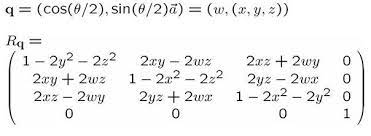 q = (cos(θ/2), sin(θ/2)a⃗) = (w, (x, y, z))
R_q =
( 1 − 2y² − 2z² 2xy − 2wz 2xz + 2wy 0
2xy + 2wz 1 − 2x² − 2z² 2yz − 2wx 0
2xz − 2wy 2yz + 2wx 1 − 2x² − 2y² 0
0 0 0 1 )